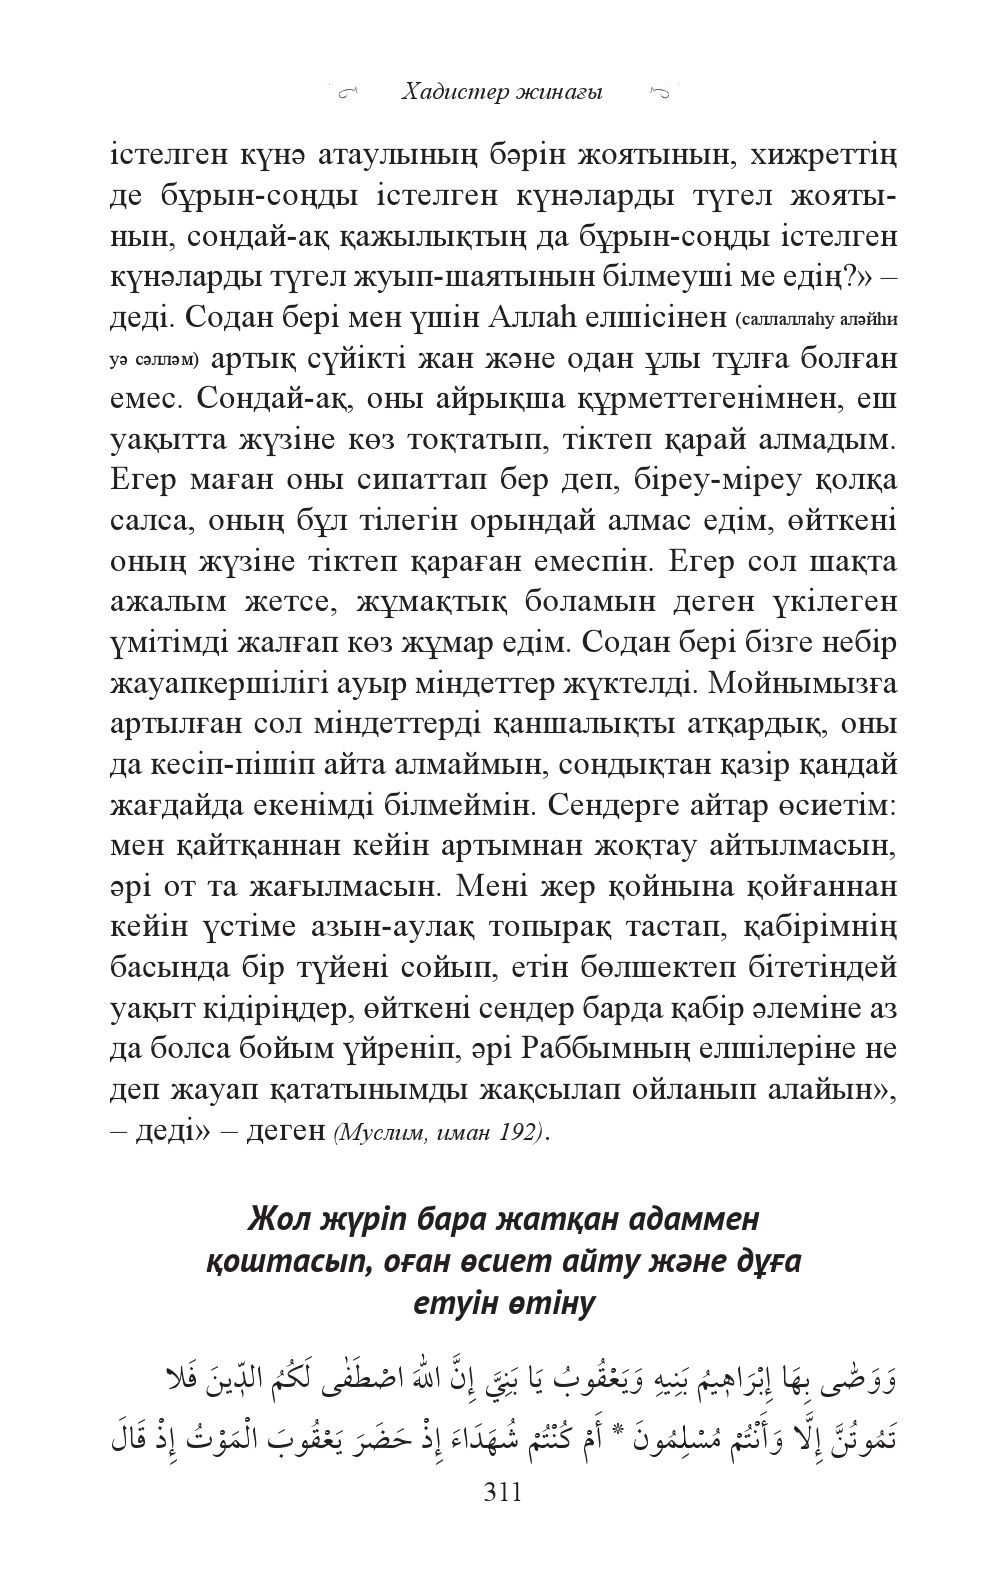 Хадистер жинағы
істелген күнә атаулының бәрін жоятынын, хижреттің
де бұрын-соңды істелген күнәларды түгел жояты-
нын, сондай-ақ қажылықтың да бұрын-соңды істелген
күнәларды түгел жуып-шаятынын білмеуші ме едің?» –
деді. Содан бері мен үшін Аллаһ елшісінен (саллаллаһу аләйһи
уә сәлләм) артық сүйікті жан және одан ұлы тұлға болған
емес. Сондай-ақ, оны айрықша құрметтегенімнен, еш
уақытта жүзіне көз тоқтатып, тіктеп қарай алмадым.
Егер маған оны сипаттап бер деп, біреу-міреу қолқа
салса, оның бұл тілегін орындай алмас едім, өйткені
оның жүзіне тіктеп қараған емеспін. Егер сол шақта
ажалым жетсе, жұмақтық боламын деген үкілеген
үмітімді жалғап көз жұмар едім. Содан бері бізге небір
жауапкершілігі ауыр міндеттер жүктелді. Мойнымызға
артылған сол міндеттерді қаншалықты атқардық, оны
да кесіп-пішіп айта алмаймын, сондықтан қазір қандай
жағдайда екенімді білмеймін. Сендерге айтар өсиетім:
мен қайтқаннан кейін артымнан жоқтау айтылмасын,
әрі от та жағылмасын. Мені жер қойнына қойғаннан
кейін үстіме азын-аулақ топырақ тастап, қабірімнің
басында бір түйені сойып, етін бөлшектеп бітетіндей
уақыт кідіріңдер, өйткені сендер барда қабір әлеміне аз
да болса бойым үйреніп, әрі Раббымның елшілеріне не
деп жауап қататынымды жақсылап ойланып алайын»,
– деді» – деген (Муслим, иман 192).
Жол жүріп бара жатқан адаммен
қоштасып, оған өсиет айту және дұға
етуін өтіну
وَوَصّٰى بِهَا إِبْرَاهِيمُ بَنِيهِ وَيَعْقُوبُ يَا بَنِيَّ إِنَّ اللهَ اصْطَفٰى لَكُمُ الدِّينَ فَلا
تَمُوتُنَّ إِلَّا وَأَنْتُمْ مُسْلِمُونَ * أَمْ كُنْتُمْ شُهَدَاءَ إِذْ حَضَرَ يَعْقُوبَ الْمَوْتُ إِذْ قَالَ
311